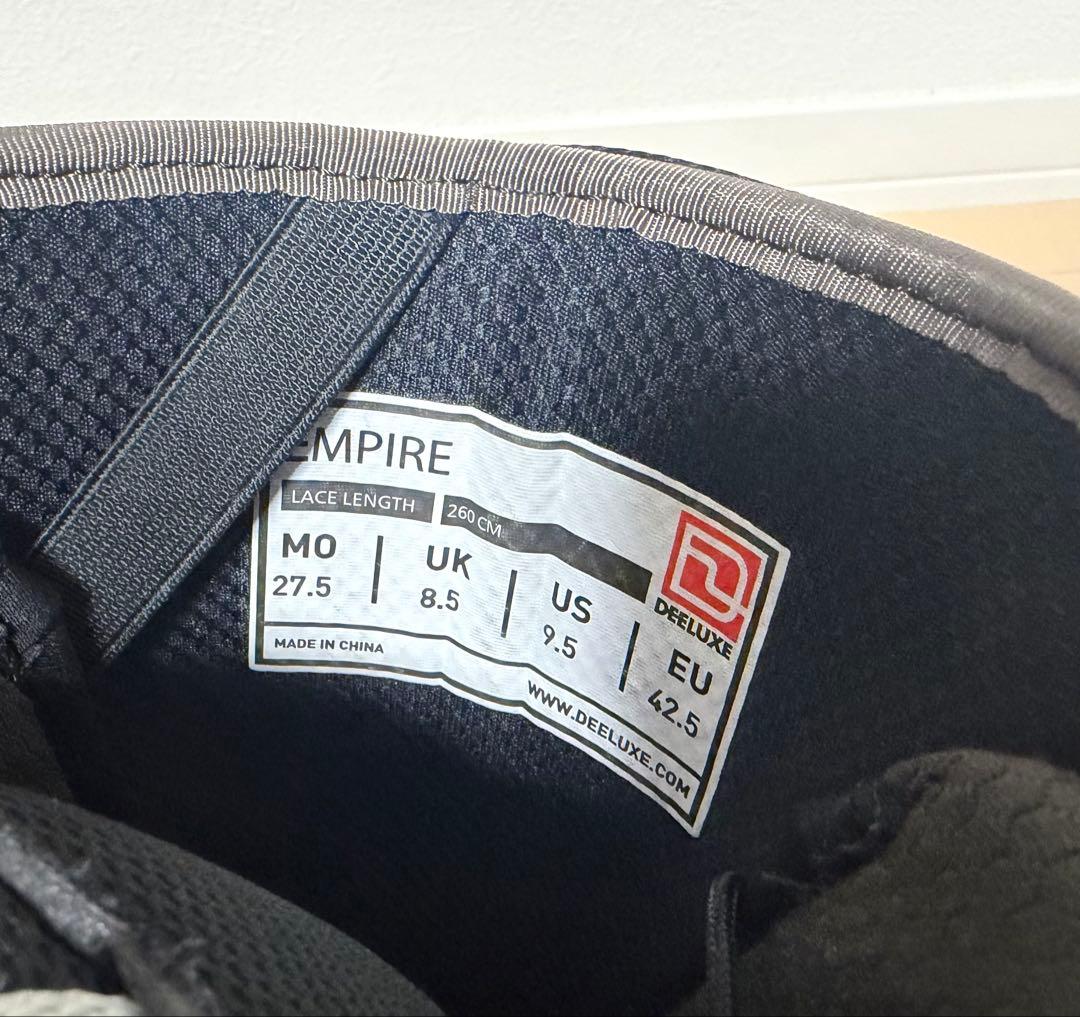 EMPIRE
LACE LENGTH 260 CM
MO UK US EU
27.5 8.5 9.5 42.5
DEELUXE
MADE IN CHINA
WWW.DEELUXE.COM